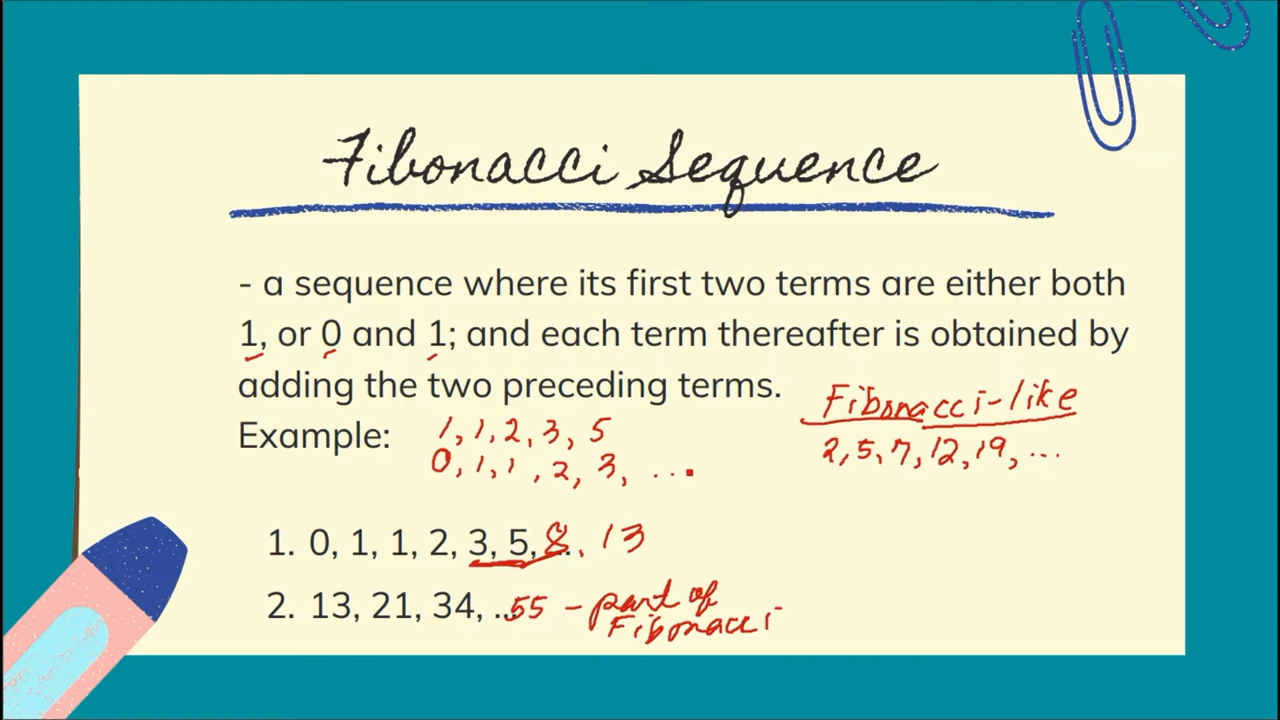 Fibonacci Sequence
- a sequence where its first two terms are either both
1, or 0 and 1; and each term thereafter is obtained by
adding the two preceding terms.
Fibonacci-like
Example:
1, 1, 2, 3, 5
2, 5, 7, 12, 19, ...
0, 1, 1, 2, 3, ...
1. 0, 1, 1, 2, 3, 5, 8, 13
2. 13, 21, 34, ... 55 - part of
Fibonacci